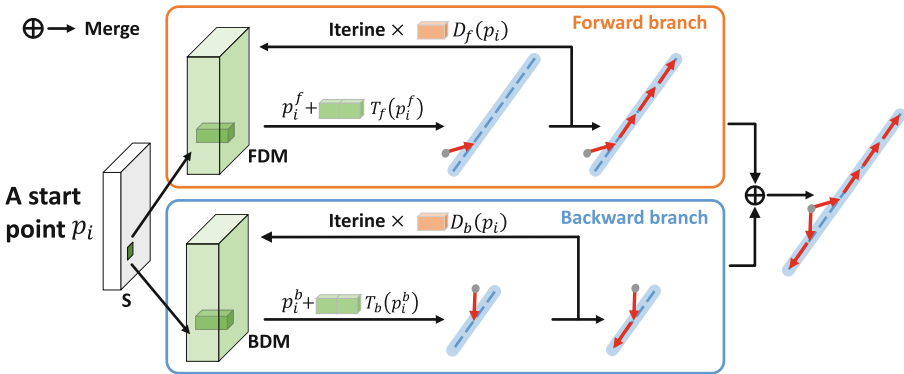 ⊕→ Merge
Forward branch
Iterine × D_f(p_i)
p_i^f+ T_f(p_i^f)
FDM
A start
point p_i
S
Backward branch
Iterine × D_b(p_i)
p_i^b+ T_b(p_i^b)
BDM
⊕